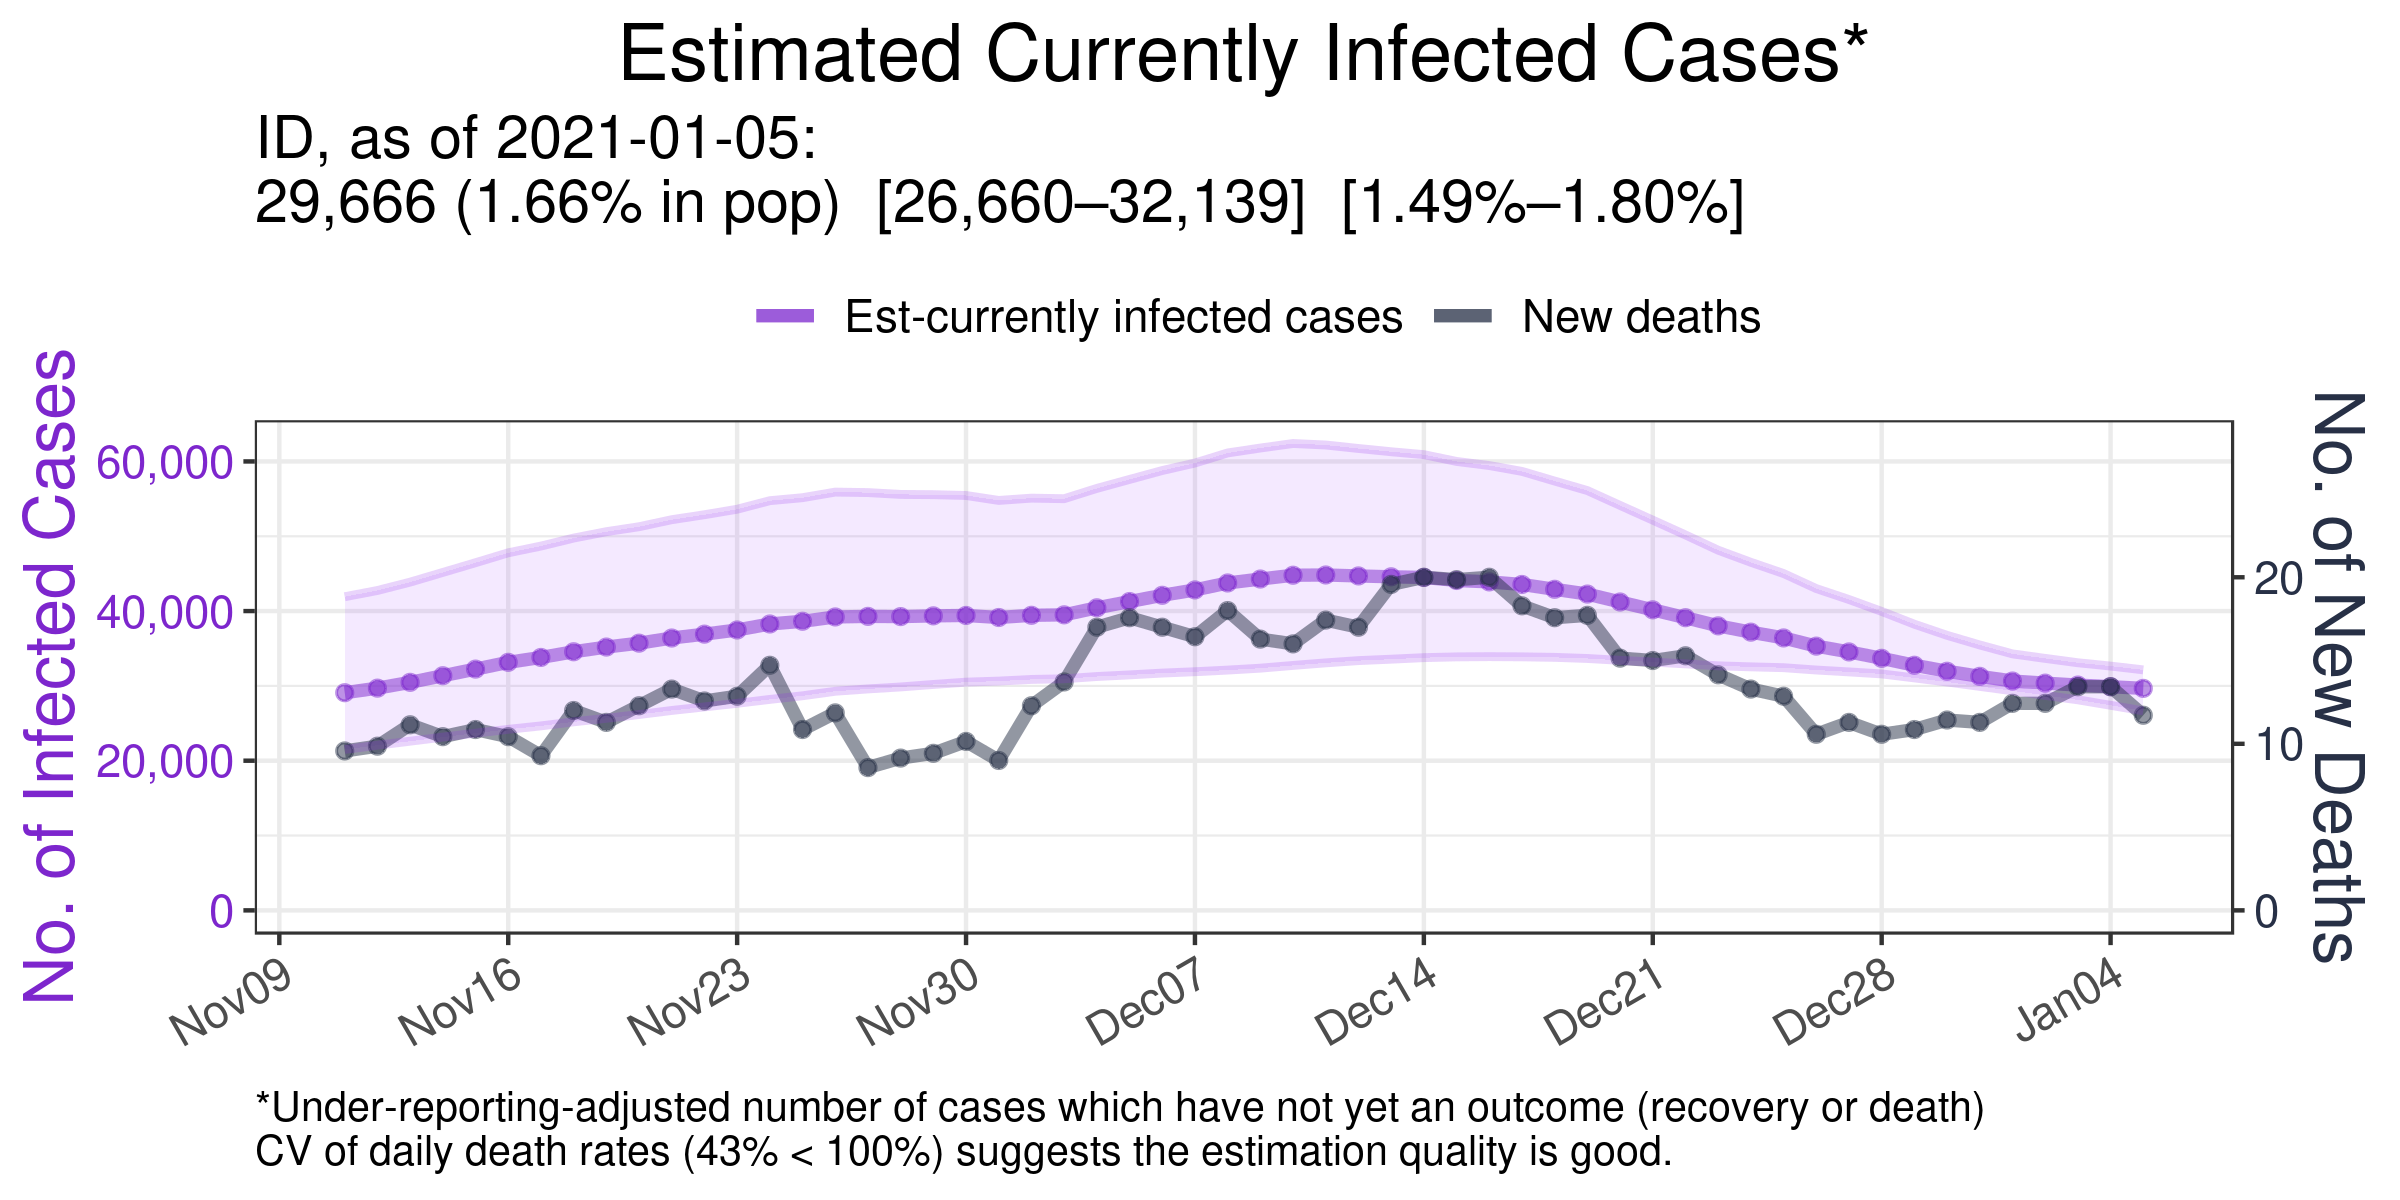 Estimated Currently Infected Cases*
ID, as of 2021-01-05:
29,666 (1.66% in pop)  [26,660–32,139]  [1.49%–1.80%]
Est-currently infected cases
New deaths
No. of Infected Cases
60,000
40,000
20,000
0
No. of New Deaths
20
10
0
Nov09
Nov16
Nov23
Nov30
Dec07
Dec14
Dec21
Dec28
Jan04
*Under-reporting-adjusted number of cases which have not yet an outcome (recovery or death)
CV of daily death rates (43% < 100%) suggests the estimation quality is good.